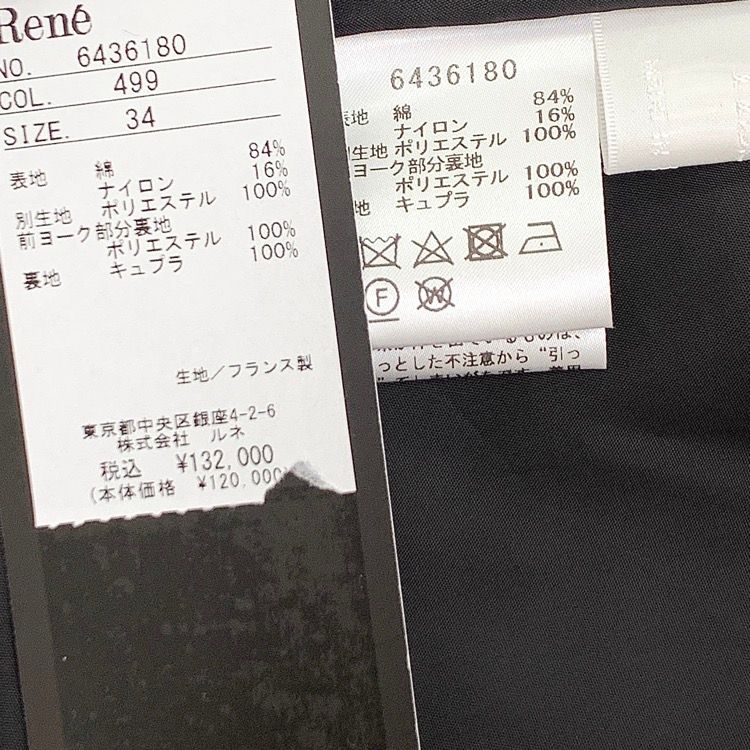 René
NO. 6436180
COL. 499
SIZE. 34
表地 綿 84%
ナイロン 16%
別生地 ポリエステル 100%
前ヨーク部分裏地
ポリエステル 100%
裏地 キュプラ 100%
生地/フランス製
東京都中央区銀座4-2-6
株式会社 ルネ
税込 ¥132,000
(本体価格 ¥120,000
6436180
表地 綿 84%
ナイロン 16%
別生地 ポリエステル 100%
ヨーク部分裏地
ポリエステル 100%
地 キュプラ 100%
F
W
っとした不注意から“引っ